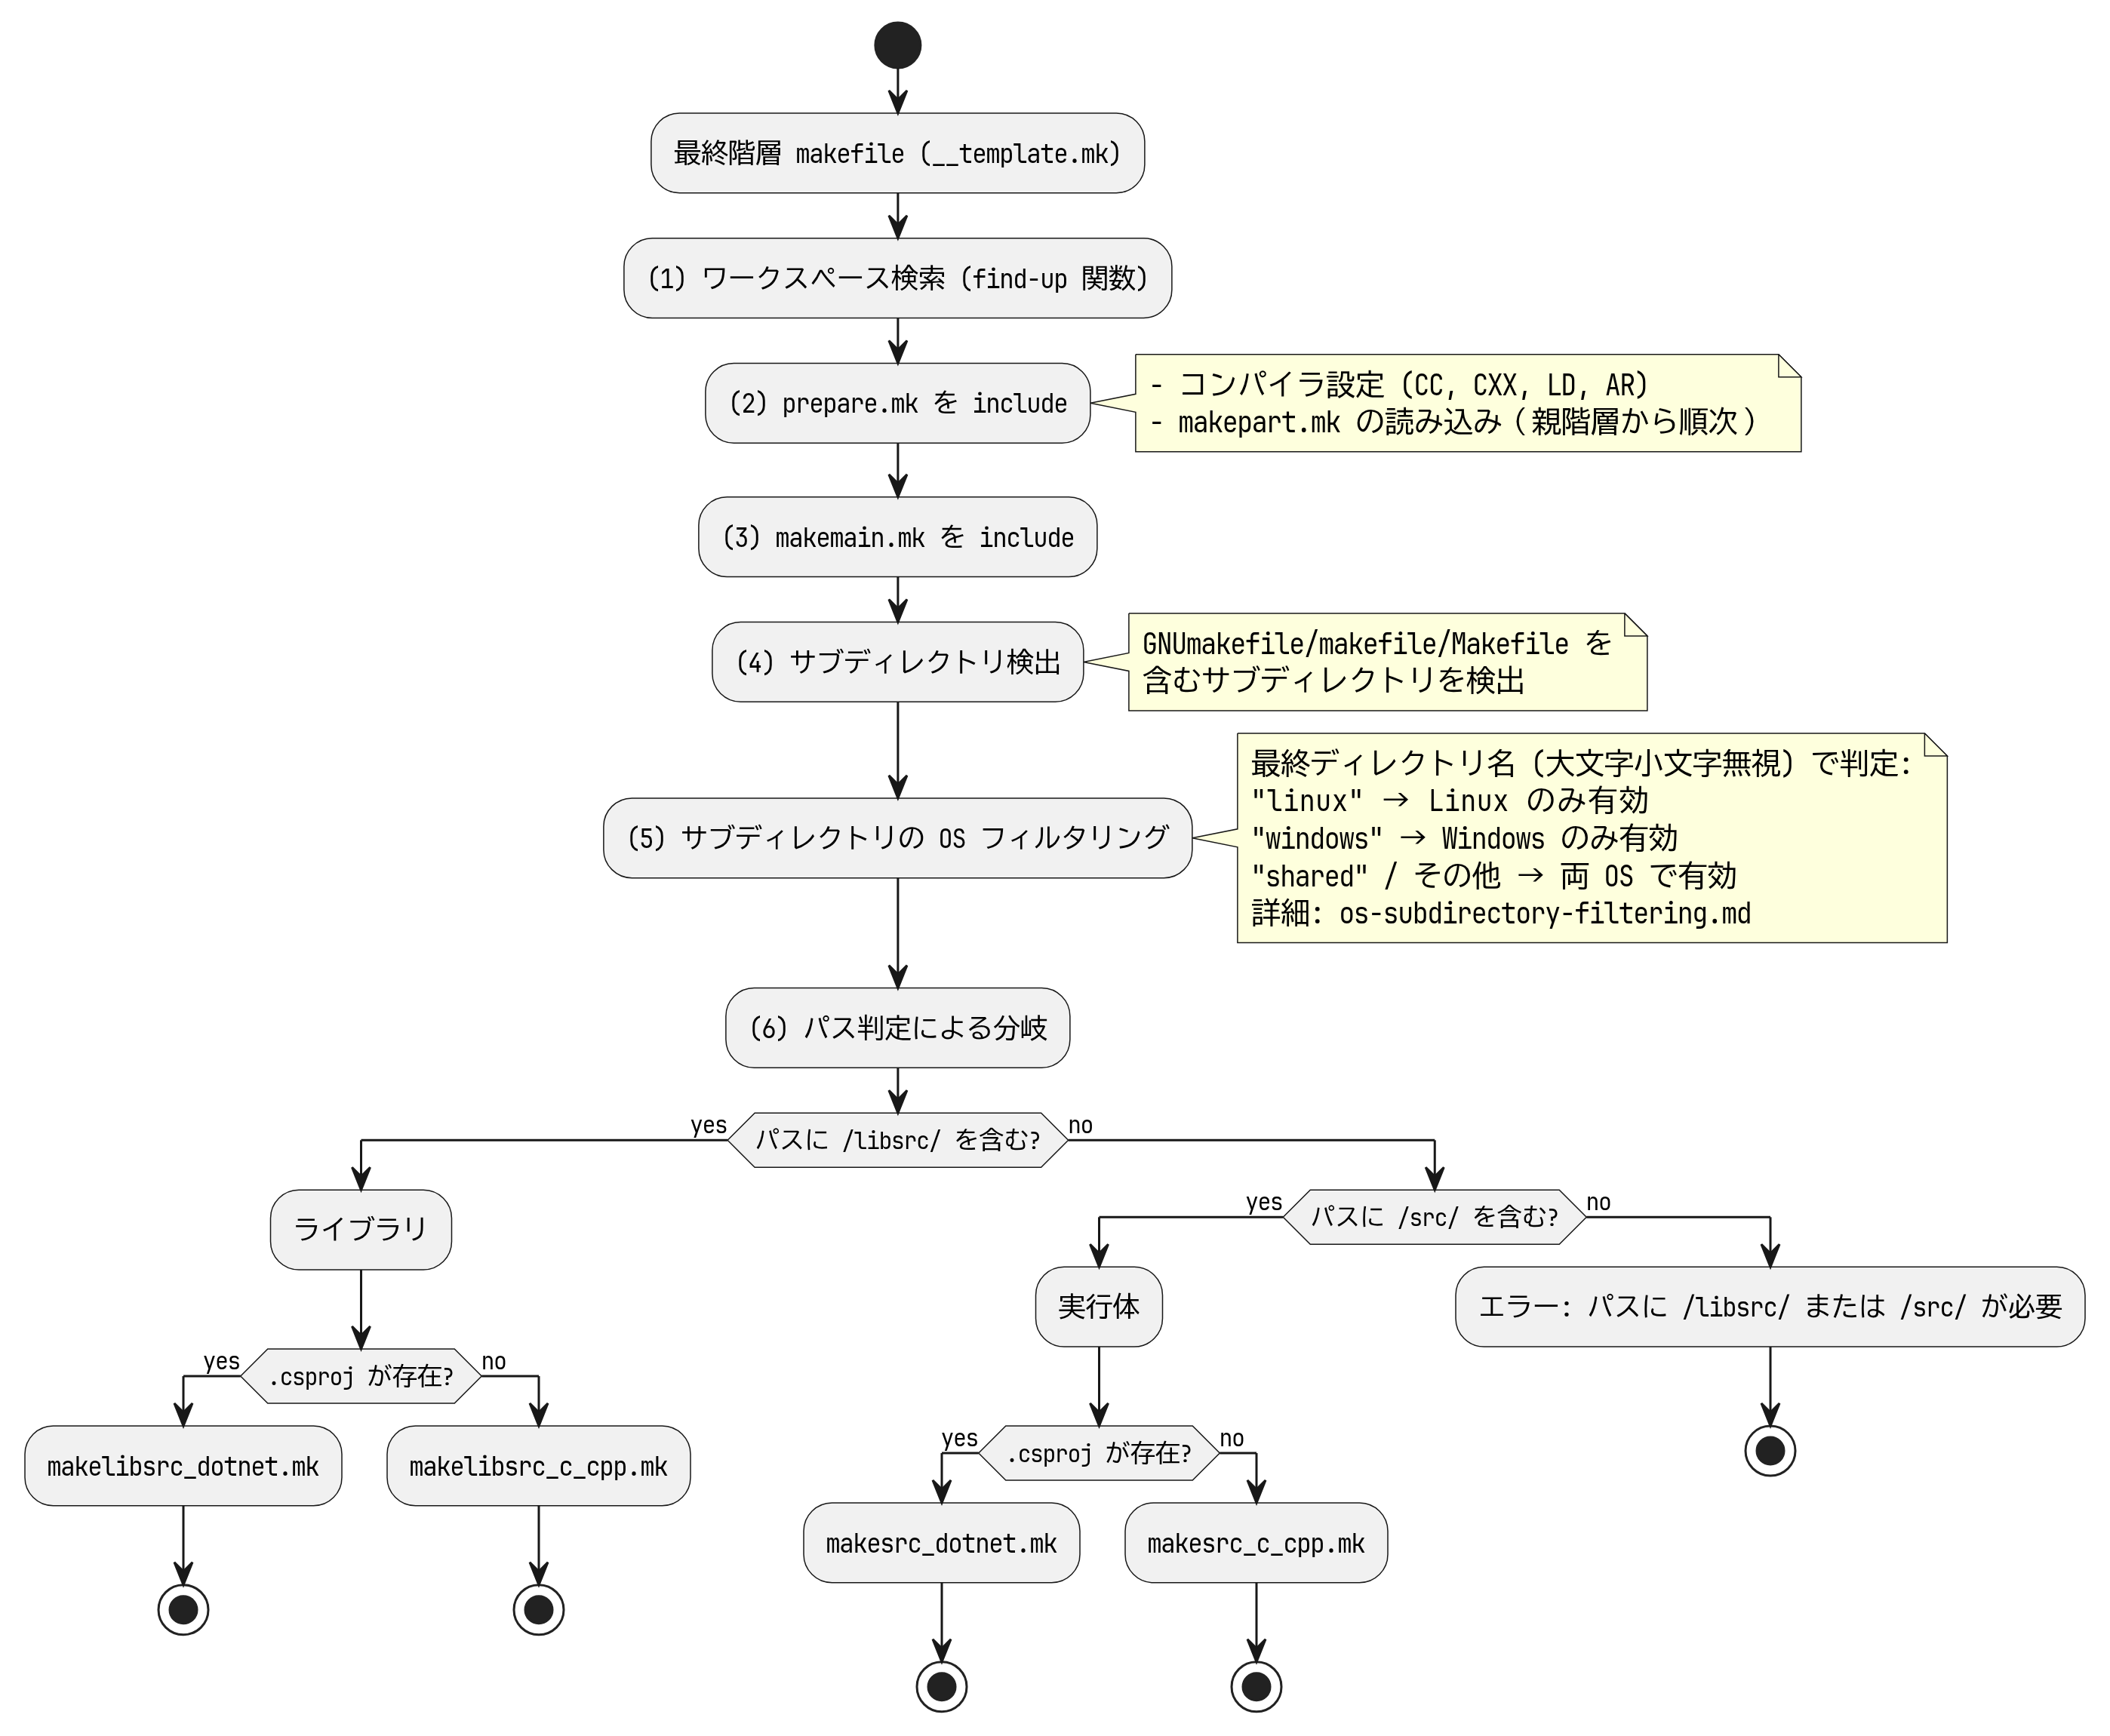 最終階層 makefile (__template.mk)
(1) ワークスペース検索 (find-up 関数)
(2) prepare.mk を include
- コンパイラ設定 (CC, CXX, LD, AR)
- makepart.mk の読み込み（親階層から順次）
(3) makemain.mk を include
(4) サブディレクトリ検出
GNUmakefile/makefile/Makefile を
含むサブディレクトリを検出
(5) サブディレクトリの OS フィルタリング
最終ディレクトリ名 (大文字小文字無視) で判定:
"linux" → Linux のみ有効
"windows" → Windows のみ有効
"shared" / その他 → 両 OS で有効
詳細: os-subdirectory-filtering.md
(6) パス判定による分岐
yes
パスに /libsrc/ を含む?
no
ライブラリ
yes
.csproj が存在?
no
makelibsrc_dotnet.mk
makelibsrc_c_cpp.mk
yes
パスに /src/ を含む?
no
実行体
yes
.csproj が存在?
no
makesrc_dotnet.mk
makesrc_c_cpp.mk
エラー: パスに /libsrc/ または /src/ が必要